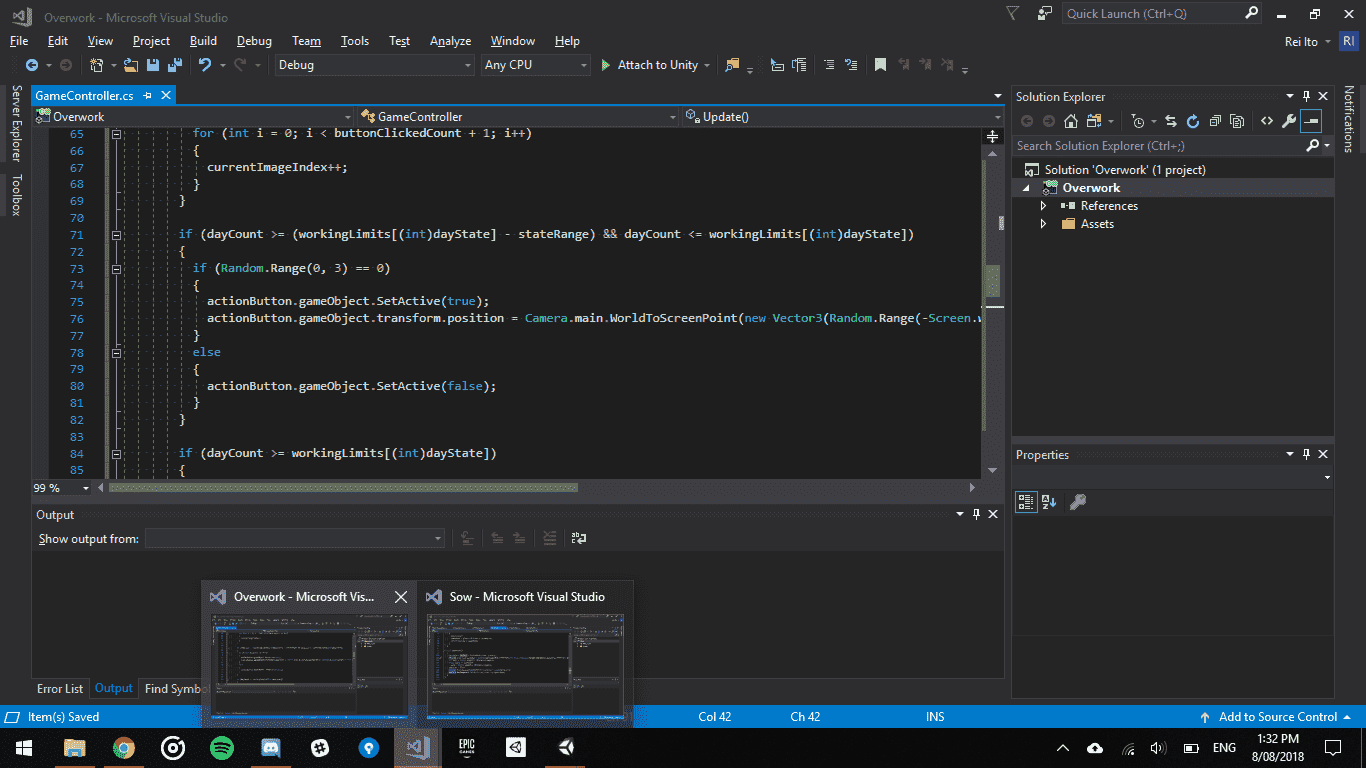 Overwork - Microsoft Visual Studio
Quick Launch (Ctrl+Q)
File Edit View Project Build Debug Team Tools Test Analyze Window Help
Rei Ito RI
Debug Any CPU Attach to Unity
Server Explorer
Toolbox
GameController.cs
Overwork GameController Update()
65 for (int i = 0; i < buttonClickedCount + 1; i++)
66 {
67 currentImageIndex++;
68 }
69 }
70
71 if (dayCount >= (workingLimits[(int)dayState] - stateRange) && dayCount <= workingLimits[(int)dayState])
72 {
73 if (Random.Range(0, 3) == 0)
74 {
75 actionButton.gameObject.SetActive(true);
76 actionButton.gameObject.transform.position = Camera.main.WorldToScreenPoint(new Vector3(Random.Range(-Screen.w
77 }
78 else
79 {
80 actionButton.gameObject.SetActive(false);
81 }
82 }
83
84 if (dayCount >= workingLimits[(int)dayState])
85 {
99 %
Solution Explorer
Search Solution Explorer (Ctrl+;)
Solution 'Overwork' (1 project)
Overwork
References
Assets
Notifications
Properties
Output
Show output from:
Overwork - Microsoft Vis...
Sow - Microsoft Visual Studio
Error List Output Find Symbo
Item(s) Saved Col 42 Ch 42 INS Add to Source Control
EPIC GAMES
ENG
1:32 PM
8/08/2018